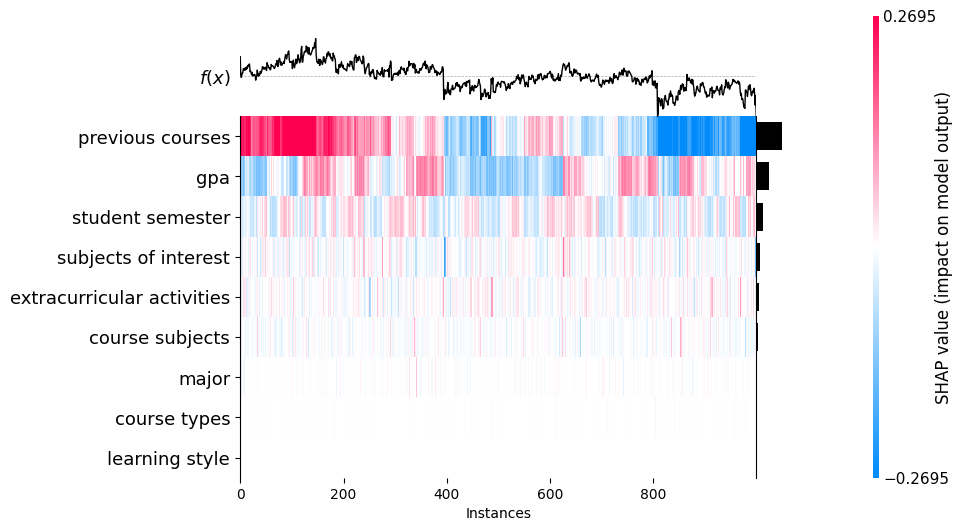 0.2695
f(x)
previous courses
gpa
student semester
subjects of interest
extracurricular activities
course subjects
major
course types
learning style
0 200 400 600 800
Instances
SHAP value (impact on model output)
−0.2695